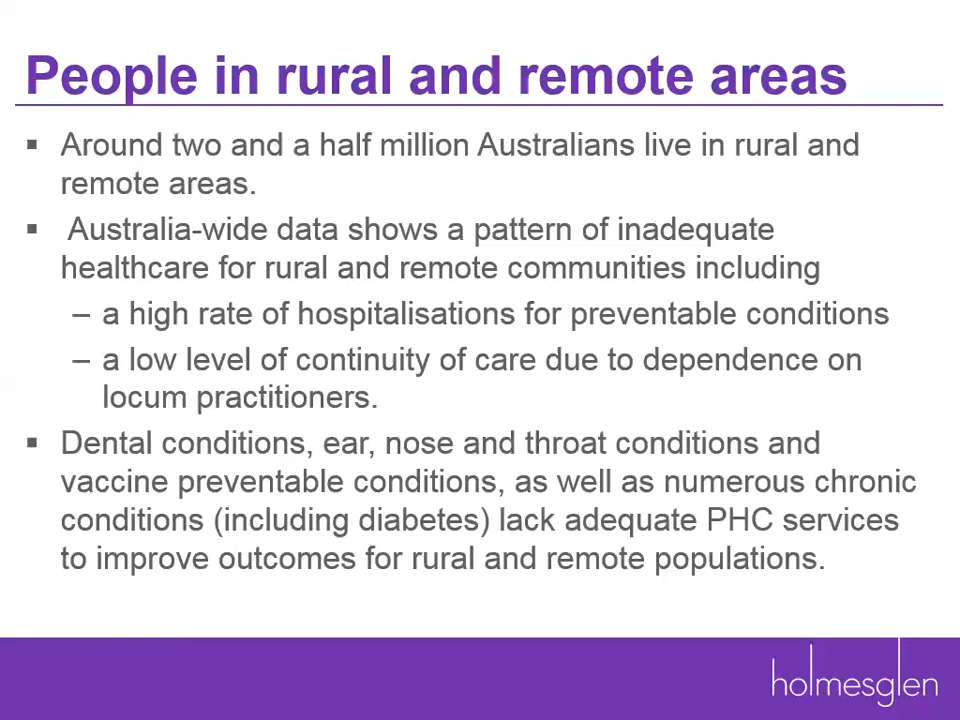 People in rural and remote areas
▪ Around two and a half million Australians live in rural and
remote areas.
▪ Australia-wide data shows a pattern of inadequate
healthcare for rural and remote communities including
– a high rate of hospitalisations for preventable conditions
– a low level of continuity of care due to dependence on
locum practitioners.
▪ Dental conditions, ear, nose and throat conditions and
vaccine preventable conditions, as well as numerous chronic
conditions (including diabetes) lack adequate PHC services
to improve outcomes for rural and remote populations.
holmesglen